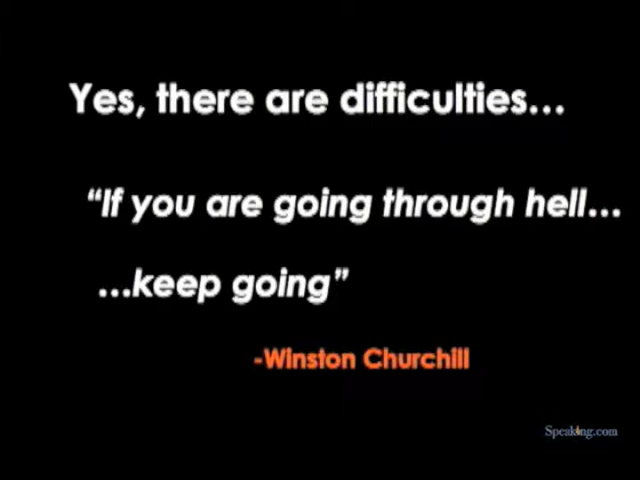 Yes, there are difficulties...
“If you are going through hell...
...keep going”
-Winston Churchill
Speaking.com